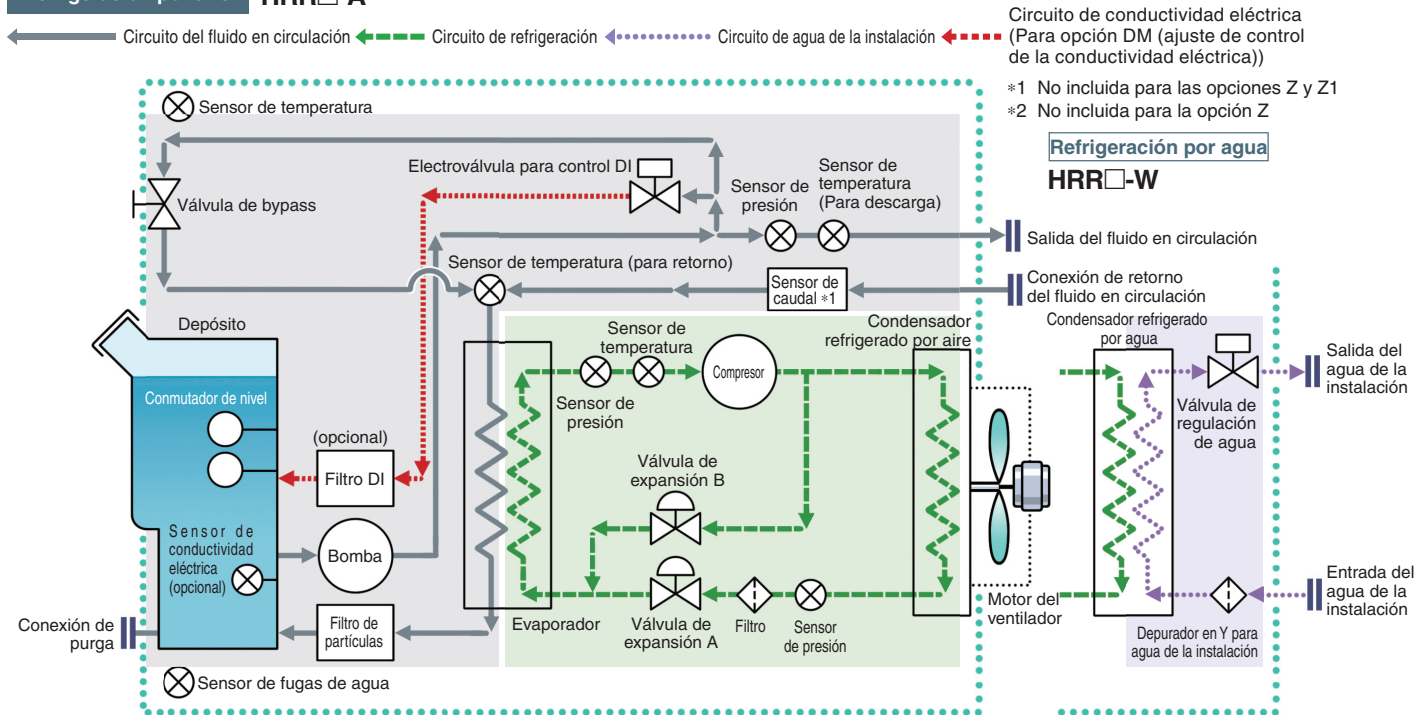 HRR□-A
Circuito del fluido en circulación
Circuito de refrigeración
Circuito de agua de la instalación
Circuito de conductividad eléctrica
(Para opción DM (ajuste de control
de la conductividad eléctrica))
*1 No incluida para las opciones Z y Z1
*2 No incluida para la opción Z
Refrigeración por agua
HRR□-W
Sensor de temperatura
Electroválvula para control DI
Sensor de
presión
Sensor de
temperatura
(Para descarga)
Válvula de bypass
Salida del fluido en circulación
Sensor de temperatura (para retorno)
Sensor de
caudal *1
Conexión de retorno
del fluido en circulación
Depósito
Sensor de
temperatura
Compresor
Condensador
refrigerado por aire
Condensador refrigerado
por agua
Salida del
agua de la
instalación
Conmutador de nivel
Sensor de
presión
Válvula de
regulación
de agua
(opcional)
Filtro DI
Válvula de
expansión B
Sensor de
conductividad
eléctrica
(opcional)
Bomba
Entrada del
agua de la
instalación
Conexión de
purga
Filtro de
partículas
Evaporador
Válvula de
expansión A
Filtro
Sensor
de presión
Motor del
ventilador
Depurador en Y para
agua de la instalación
Sensor de fugas de agua